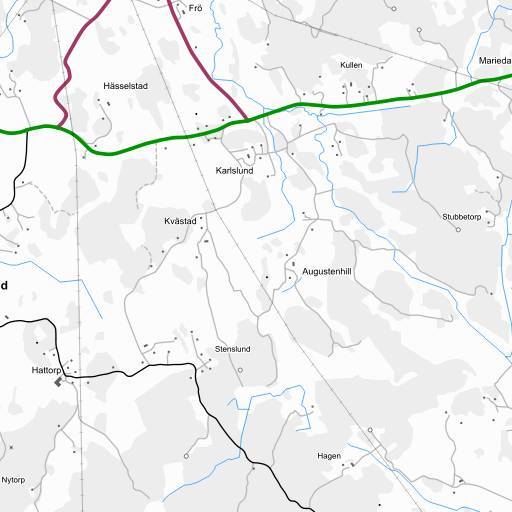 Frö
Kullen
Marieda
Hässelstad
Karlslund
Stubbetorp
Kvästad
Augustenhill
d
Stenslund
Hattorp
Hagen
Nytorp